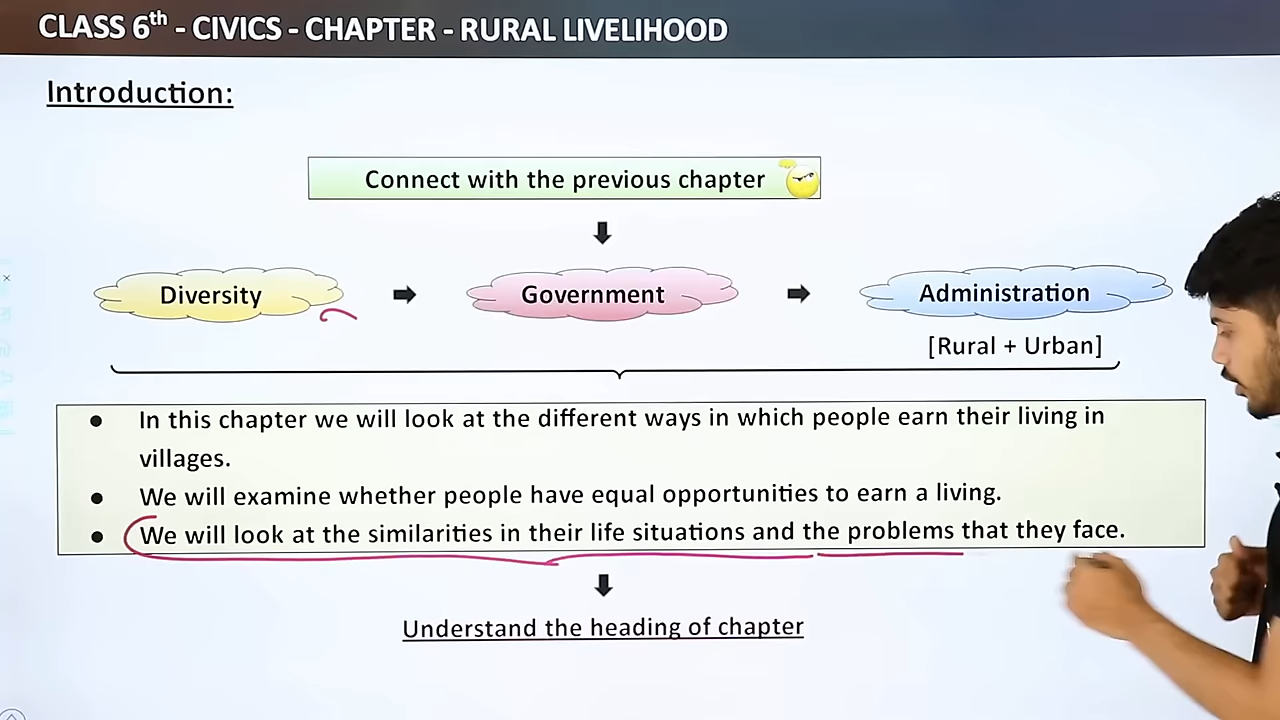 CLASS 6th - CIVICS - CHAPTER - RURAL LIVELIHOOD
Introduction:
Connect with the previous chapter
Diversity
Government
Administration
[Rural + Urban]
● In this chapter we will look at the different ways in which people earn their living in
villages.
● We will examine whether people have equal opportunities to earn a living.
● We will look at the similarities in their life situations and the problems that they face.
Understand the heading of chapter